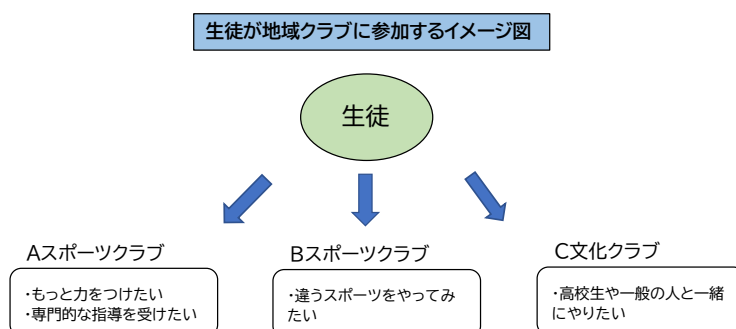 生徒が地域クラブに参加するイメージ図
生徒
Aスポーツクラブ
・もっと力をつけたい
・専門的な指導を受けたい
Bスポーツクラブ
・違うスポーツをやってみ
たい
C文化クラブ
・高校生や一般の人と一緒
にやりたい